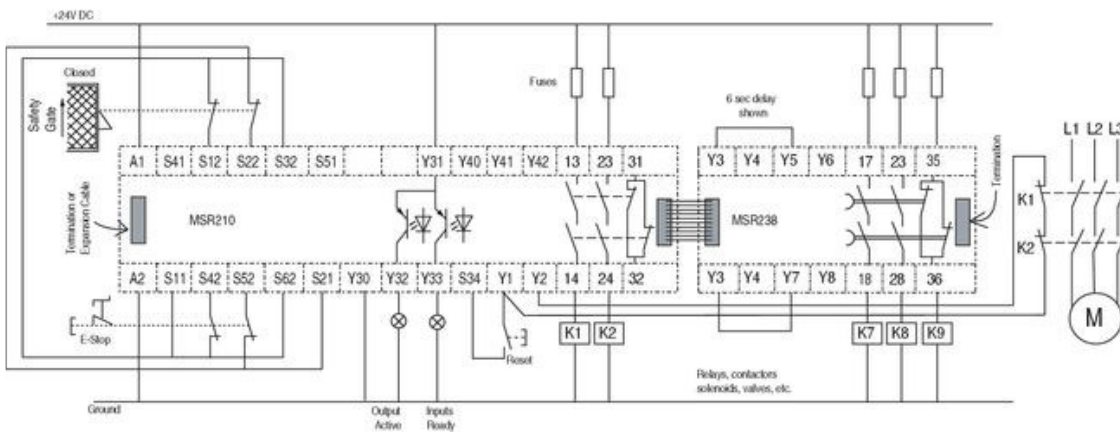 +24V DC
Closed
Safety
Gate
Fuses
6 sec delay
shown
L1 L2 L3
A1 S41 S12 S22 S32 S51 Y31 Y40 Y41 Y42 13 23 31
Y3 Y4 Y5 Y6 17 23 35
Termination
Termination or
Expansion Cable
MSR210
MSR238
K1
K2
A2 S11 S42 S52 S62 S21 Y30 Y32 Y33 S34 Y1 Y2 14 24 32
Y3 Y4 Y7 Y8 18 28 36
E-Stop
K1 K2
K7 K8 K9
M
Reset
Relays, contactors
solenoids, valves, etc.
Ground
Output
Active
Inputs
Ready